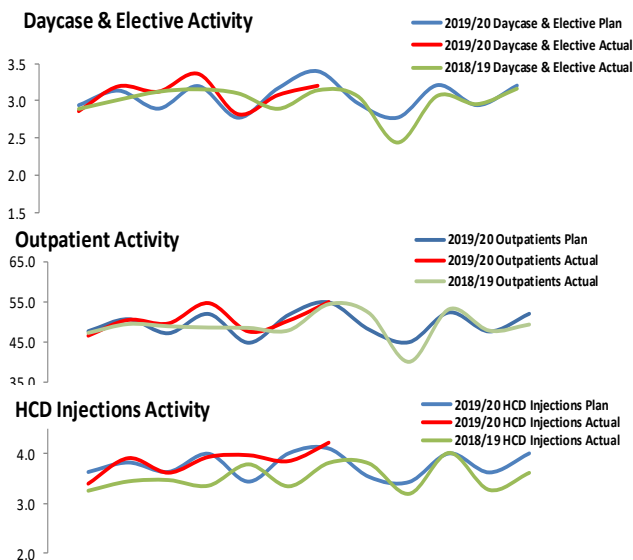 Daycase & Elective Activity
2019/20 Daycase & Elective Plan
2019/20 Daycase & Elective Actual
2018/19 Daycase & Elective Actual
3.5
3.0
2.5
2.0
1.5
Outpatient Activity
2019/20 Outpatients Plan
2019/20 Outpatients Actual
2018/19 Outpatients Actual
65.0
55.0
45.0
35.0
HCD Injections Activity
2019/20 HCD Injections Plan
2019/20 HCD Injections Actual
2018/19 HCD Injections Actual
4.0
3.0
2.0